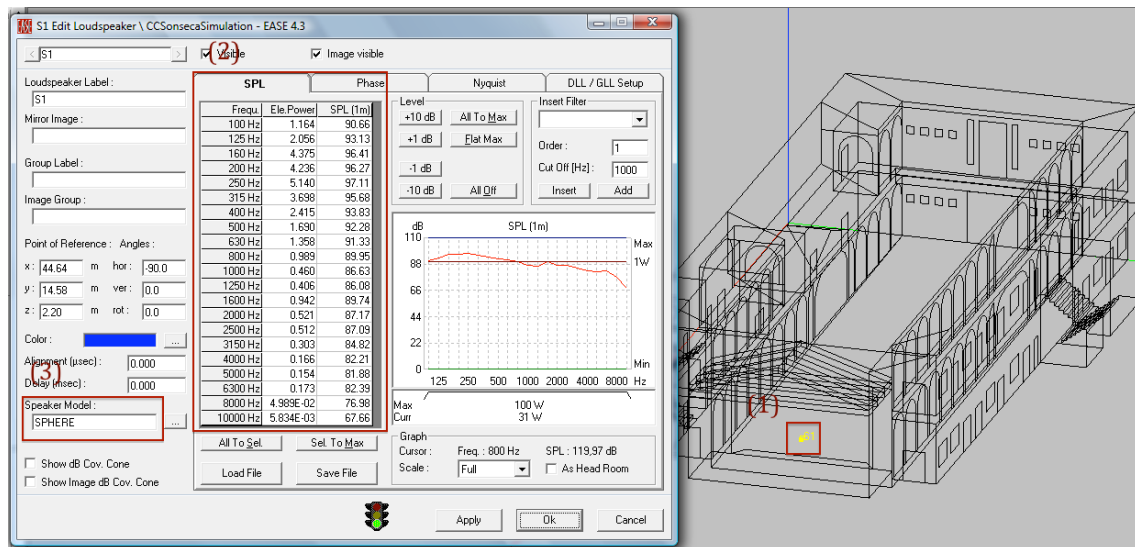 S1 Edit Loudspeaker \ CCSonsecaSimulation - EASE 4.3
< S1 >
(2)
Visible
Image visible
Loudspeaker Label :
S1
Mirror Image :
Group Label :
Image Group :
Point of Reference : Angles :
x : 44.64 m hor : -90.0
y : 14.58 m ver : 0.0
z : 2.20 m rot : 0.0
Color : ...
Alignment (µsec) : 0.000
(3)
Delay (msec) : 0.000
Speaker Model :
SPHERE ...
Show dB Cov. Cone
Show Image dB Cov. Cone
SPL Phase Nyquist DLL / GLL Setup
Frequ. Ele.Power SPL (1m)
100 Hz 1.164 90.66
125 Hz 2.056 93.13
160 Hz 4.375 96.41
200 Hz 4.236 96.27
250 Hz 5.140 97.11
315 Hz 3.698 95.68
400 Hz 2.415 93.83
500 Hz 1.690 92.28
630 Hz 1.358 91.33
800 Hz 0.989 89.95
1000 Hz 0.460 86.63
1250 Hz 0.406 86.08
1600 Hz 0.942 89.74
2000 Hz 0.521 87.17
2500 Hz 0.512 87.09
3150 Hz 0.303 84.82
4000 Hz 0.166 82.21
5000 Hz 0.154 81.88
6300 Hz 0.173 82.39
8000 Hz 4.989E-02 76.98
10000 Hz 5.834E-03 67.66
All To Sel. Sel. To Max
Load File Save File
Level
+10 dB All To Max
+1 dB Flat Max
-1 dB
-10 dB All Off
Insert Filter
Order : 1
Cut Off [Hz] : 1000
Insert Add
dB SPL (1m)
110 Max
88 1W
66
44
22
0 Min
125 250 500 1000 2000 4000 8000 Hz
Max 100 W
Curr 31 W
Graph
Cursor : Freq. : 800 Hz SPL : 119,97 dB
Scale : Full As Head Room
Apply Ok Cancel
(1)
S1